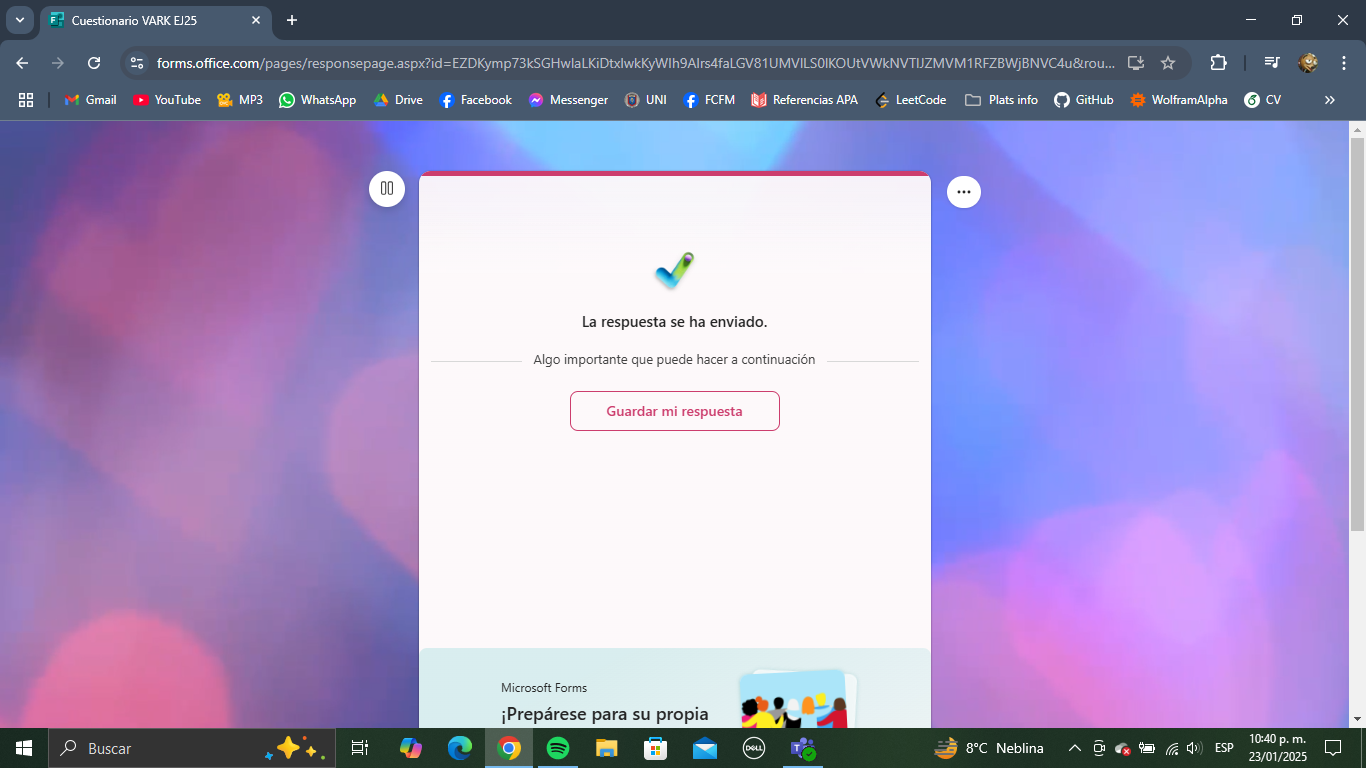 Cuestionario VARK EJ25
forms.office.com/pages/responsepage.aspx?id=EZDKymp73kSGHwlaLKiDtxIwkKyWIh9AIrs4faLGV81UMVlLS0lKOUtVWkNVTlJZMVM1RFZBWjBNVC4u&rou...
Gmail YouTube MP3 WhatsApp Drive Facebook Messenger UNI FCFM Referencias APA LeetCode Plats info GitHub WolframAlpha CV
La respuesta se ha enviado.
Algo importante que puede hacer a continuación
Guardar mi respuesta
Microsoft Forms
¡Prepárese para su propia
Buscar
DELL
8°C Neblina
ESP
10:40 p. m.
23/01/2025